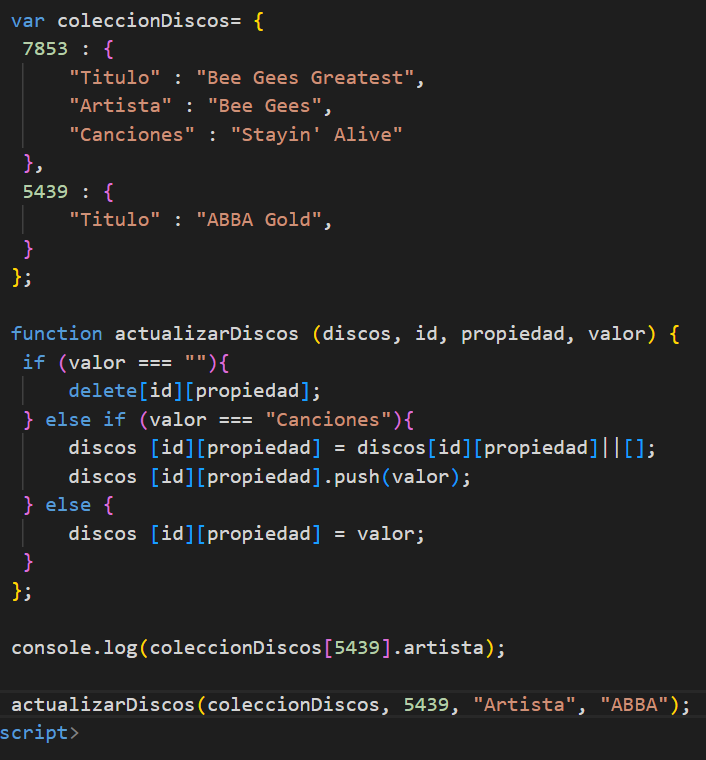 var coleccionDiscos= {
7853 : {
"Titulo" : "Bee Gees Greatest",
"Artista" : "Bee Gees",
"Canciones" : "Stayin' Alive"
},
5439 : {
"Titulo" : "ABBA Gold",
}
};
function actualizarDiscos (discos, id, propiedad, valor) {
if (valor === ""){
delete[id][propiedad];
} else if (valor === "Canciones"){
discos [id][propiedad] = discos[id][propiedad]||[];
discos [id][propiedad].push(valor);
} else {
discos [id][propiedad] = valor;
}
};
console.log(coleccionDiscos[5439].artista);
actualizarDiscos(coleccionDiscos, 5439, "Artista", "ABBA");
script>